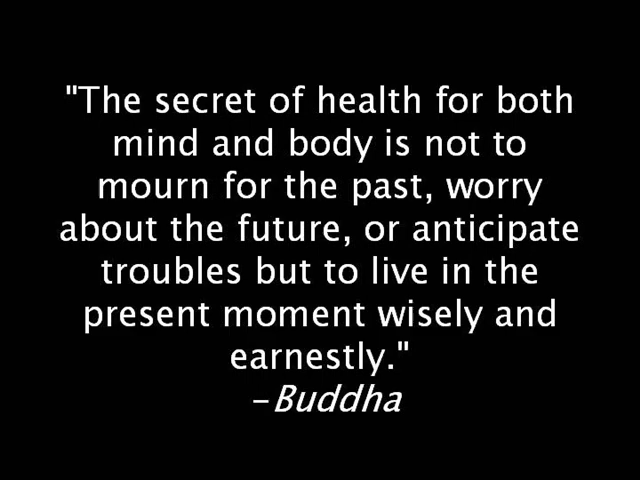 "The secret of health for both
mind and body is not to
mourn for the past, worry
about the future, or anticipate
troubles but to live in the
present moment wisely and
earnestly."
–Buddha